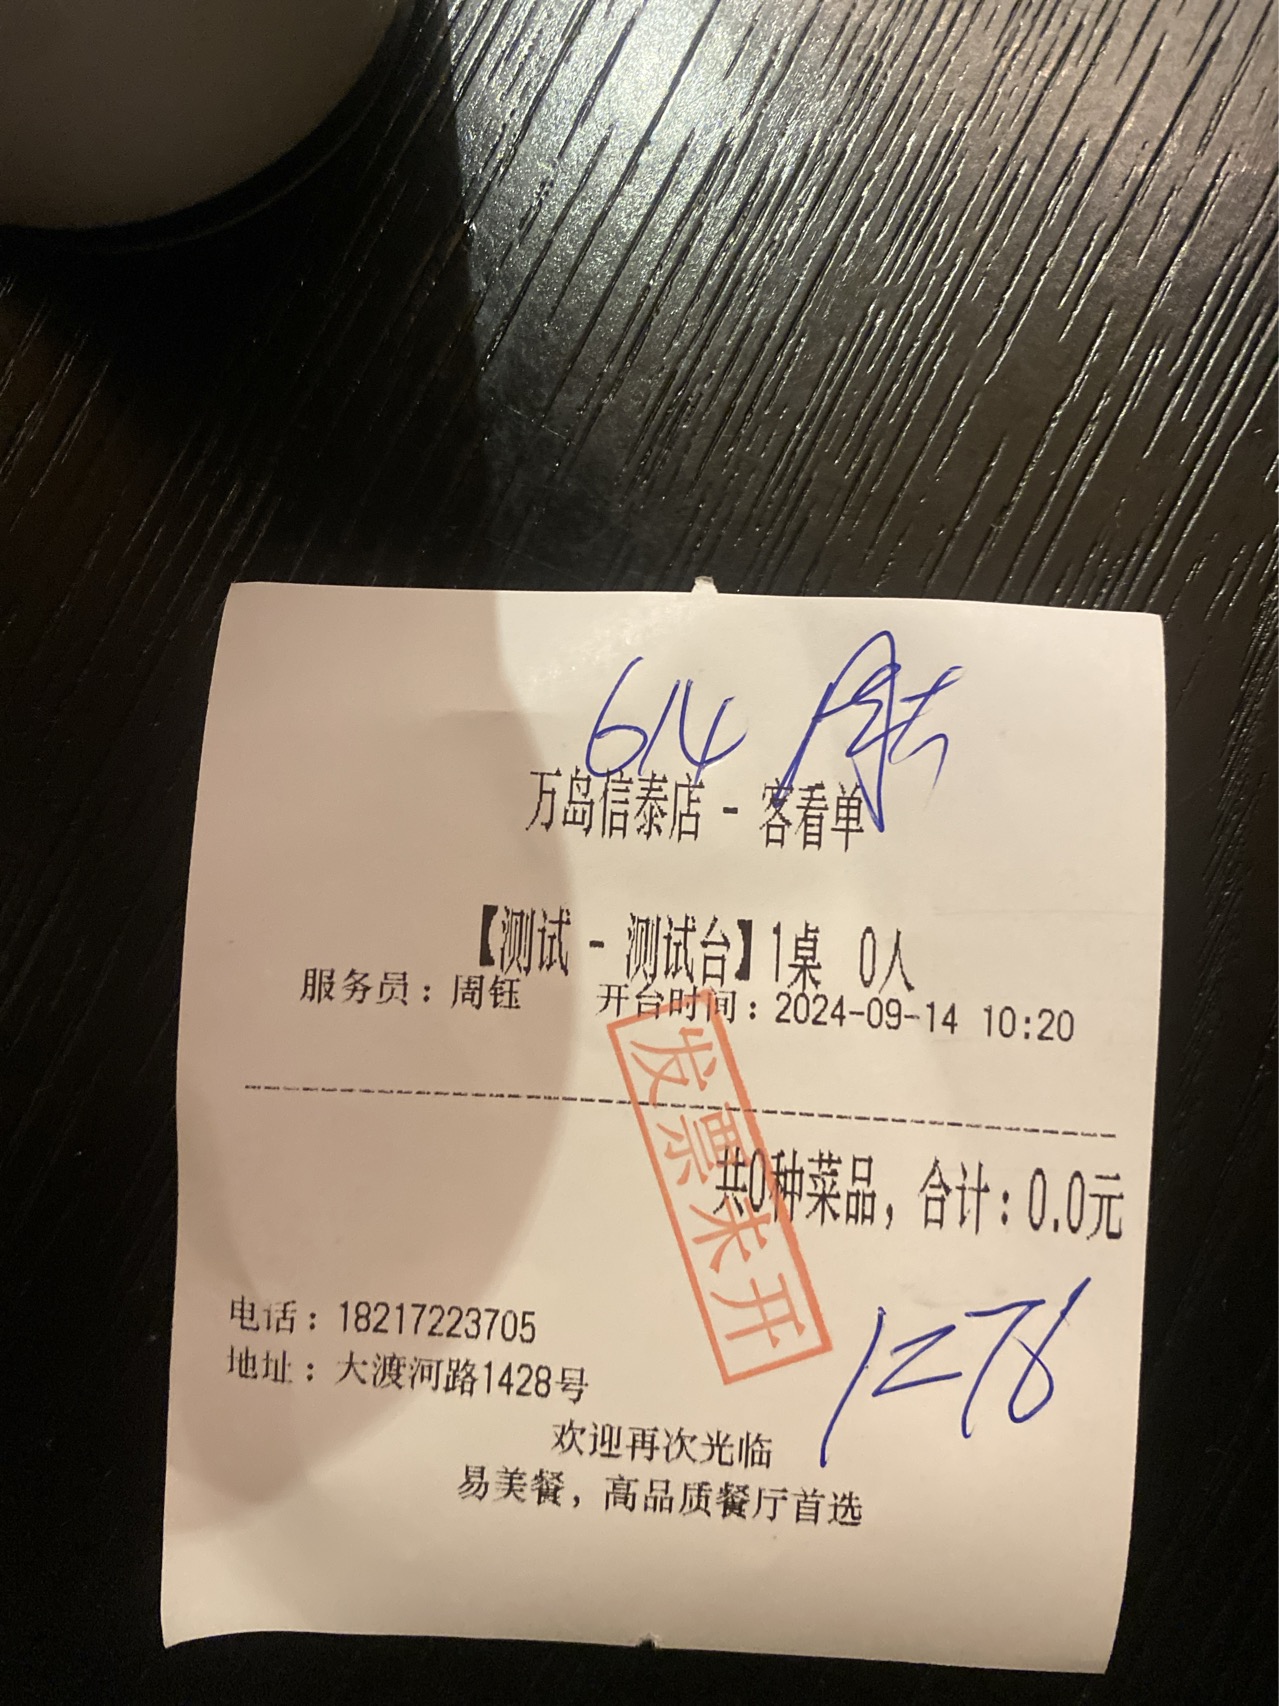 614
万岛信泰店 - 客看单
【测试 - 测试台】1桌 0人
服务员：周钰 开台时间：2024-09-14 10:20
发票未开
共0种菜品，合计：0.0元
1276
电话：18217223705
地址：大渡河路1428号
欢迎再次光临
易美餐，高品质餐厅首选